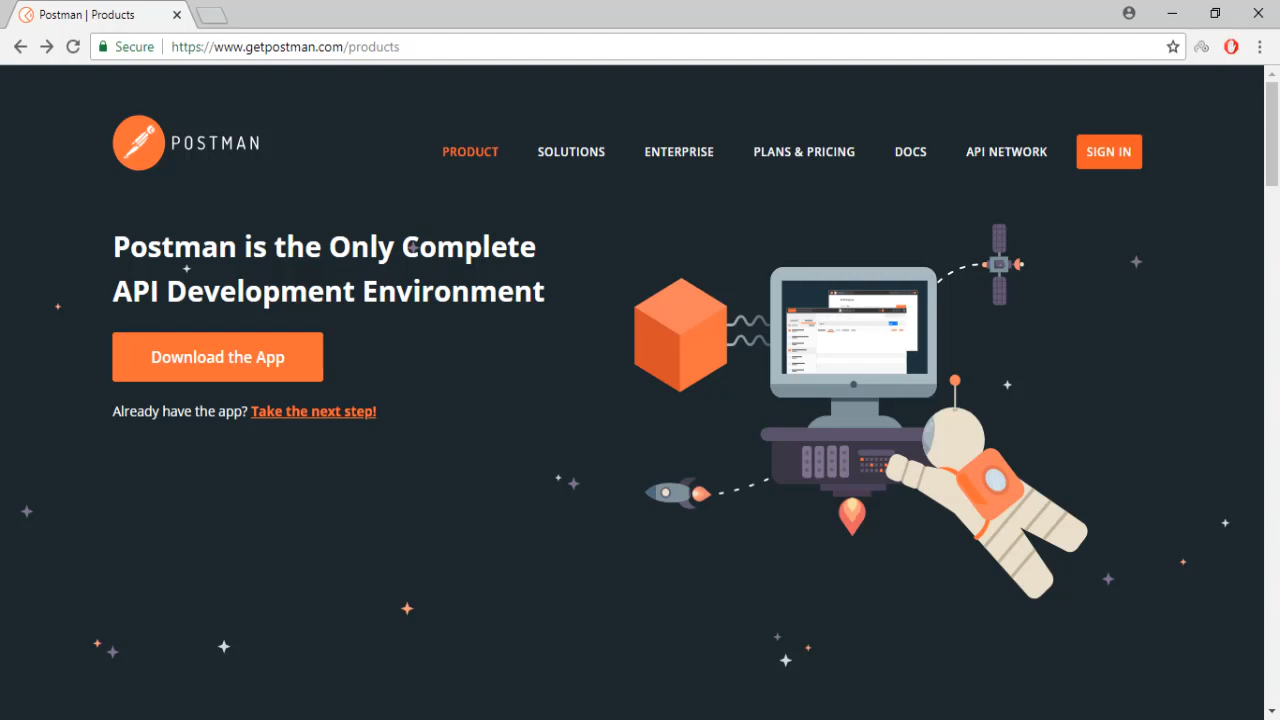 Postman | Products
Secure
https://www.getpostman.com/products
POSTMAN
PRODUCT
SOLUTIONS
ENTERPRISE
PLANS & PRICING
DOCS
API NETWORK
SIGN IN
Postman is the Only Complete
API Development Environment
Download the App
Already have the app? Take the next step!